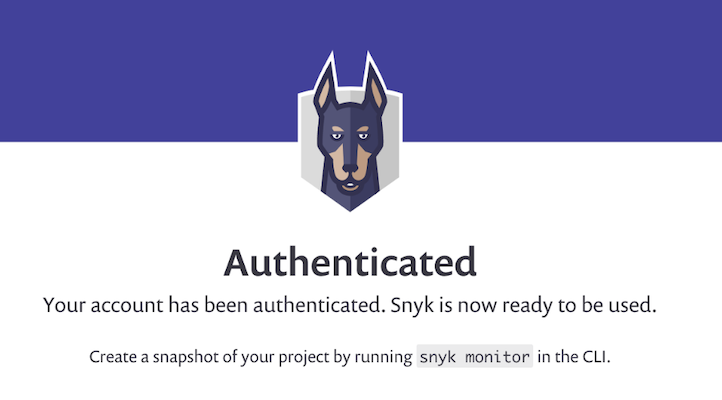 Authenticated
Your account has been authenticated. Snyk is now ready to be used.
Create a snapshot of your project by running snyk monitor in the CLI.